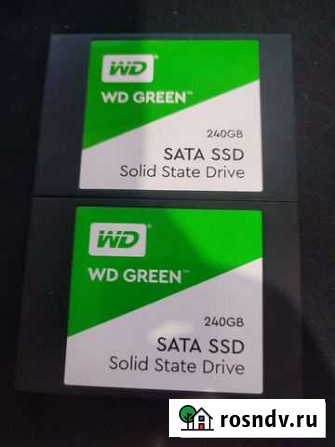 WD
WD GREEN™
240GB
SATA SSD
Solid State Drive
WD
WD GREEN™
240GB
SATA SSD
Solid State Drive
rosndv.ru